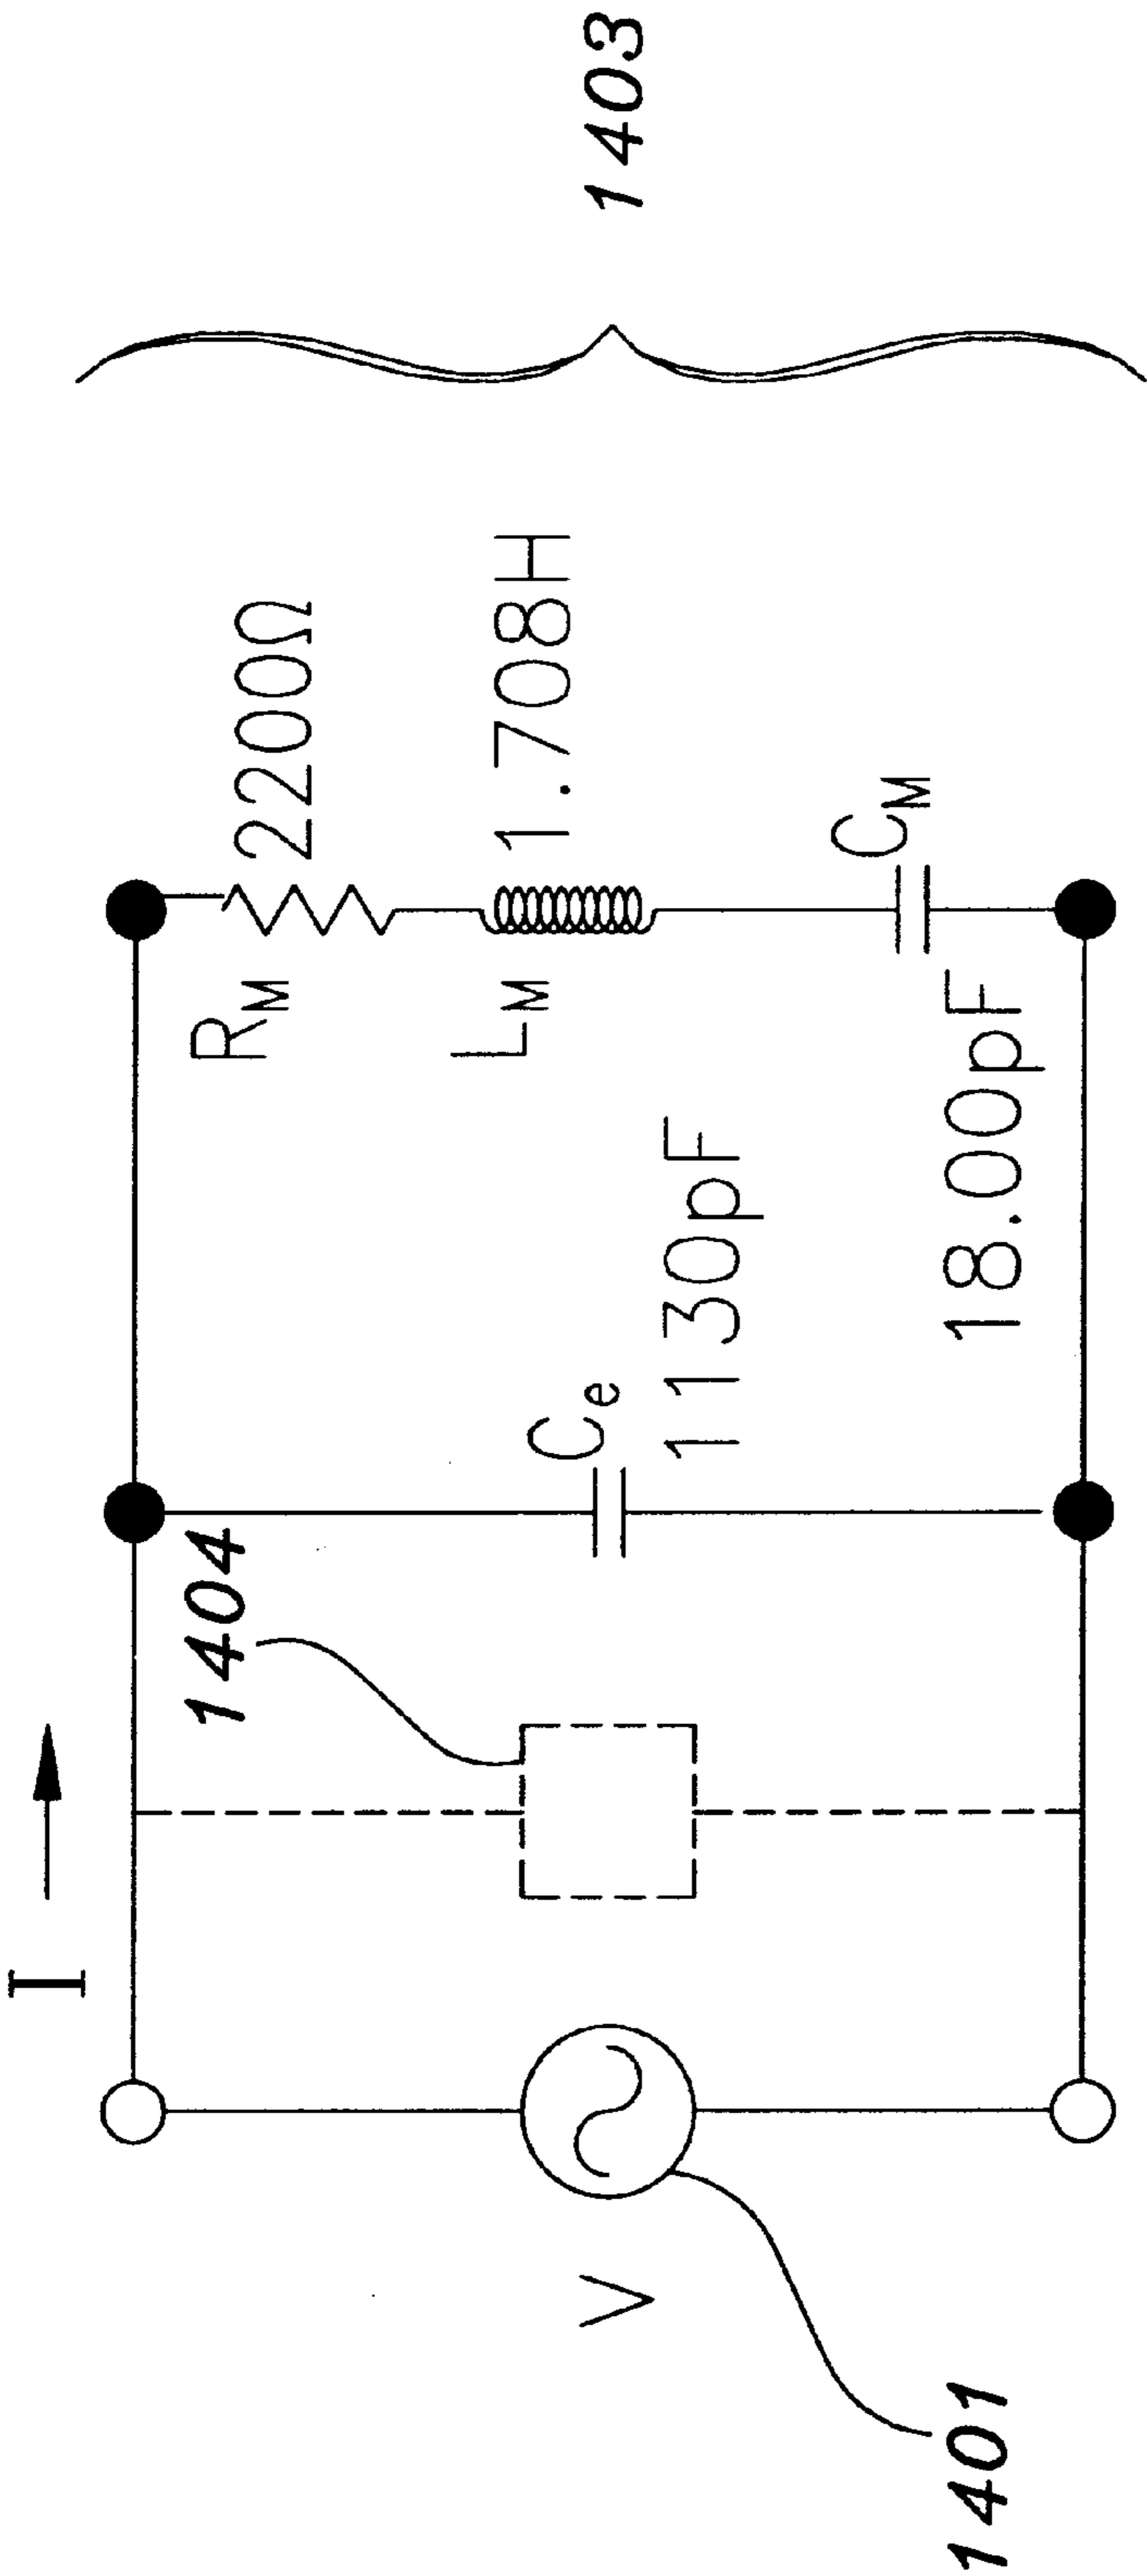 I
1404
R_M 2200Ω
L_M 1.708H
C_e
1130pF
C_M
18.00pF
V
1401
1403